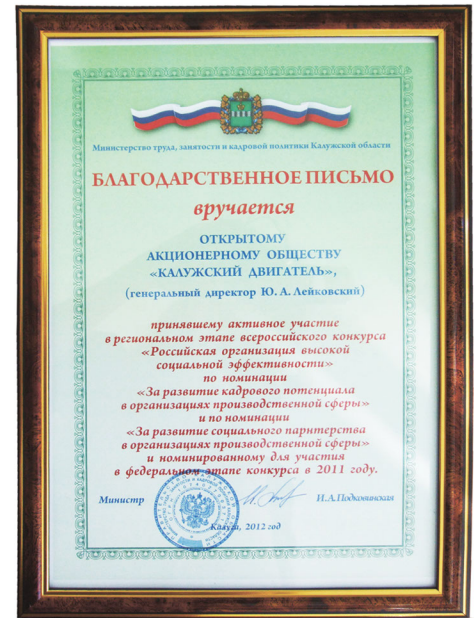 Министерство труда, занятости и кадровой политики Калужской области
БЛАГОДАРСТВЕННОЕ ПИСЬМО
вручается
ОТКРЫТОМУ
АКЦИОНЕРНОМУ ОБЩЕСТВУ
«КАЛУЖСКИЙ ДВИГАТЕЛЬ»,
(генеральный директор Ю. А. Лейковский)
принявшему активное участие
в региональном этапе всероссийского конкурса
«Российская организация высокой
социальной эффективности»
по номинации
«За развитие кадрового потенциала
в организациях производственной сферы»
и по номинации
«За развитие социального парнтерства
в организациях производственной сферы»
и номинированному для участия
в федеральном этапе конкурса в 2011 году.
Министр И.А.Подковинская
Калуга, 2012 год